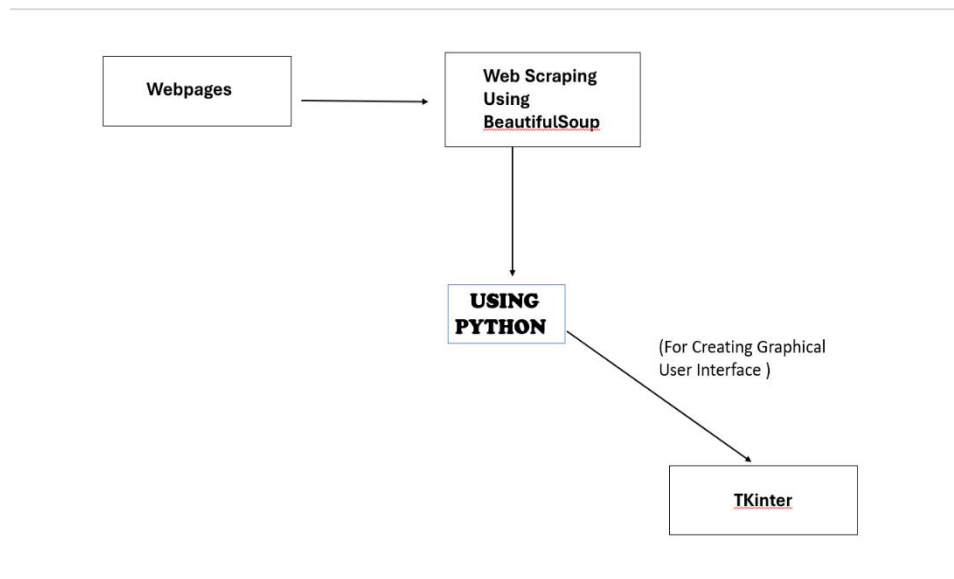 Webpages
Web Scraping
Using
BeautifulSoup
USING
PYTHON
(For Creating Graphical
User Interface )
TKinter